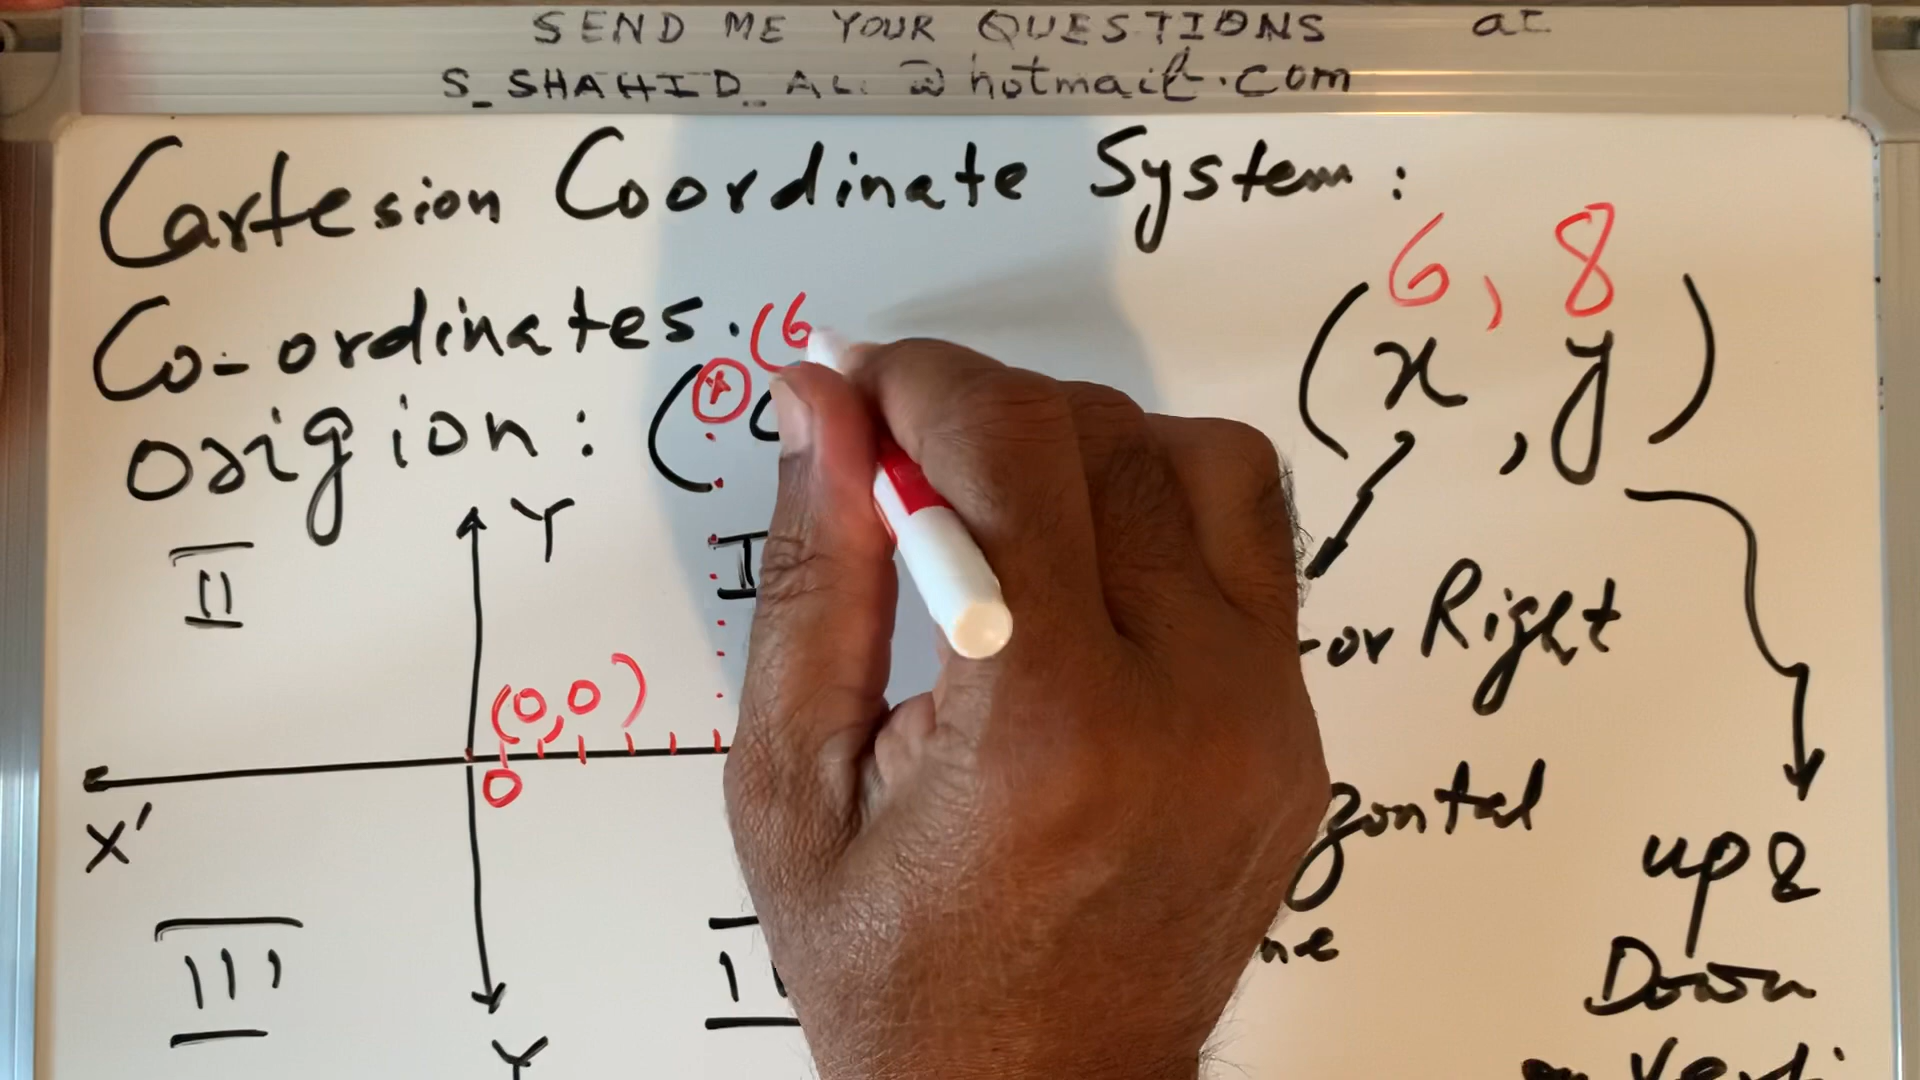 SEND ME YOUR QUESTIONS at
S_SHAHID_ALI@hotmail.com
Cartesion Coordinate System:
6, 8
(x, y)
Co-ordinates. (6
origion: (
II
Y
I
or Right
(0,0)
0
X'
up &
Down
III
Y